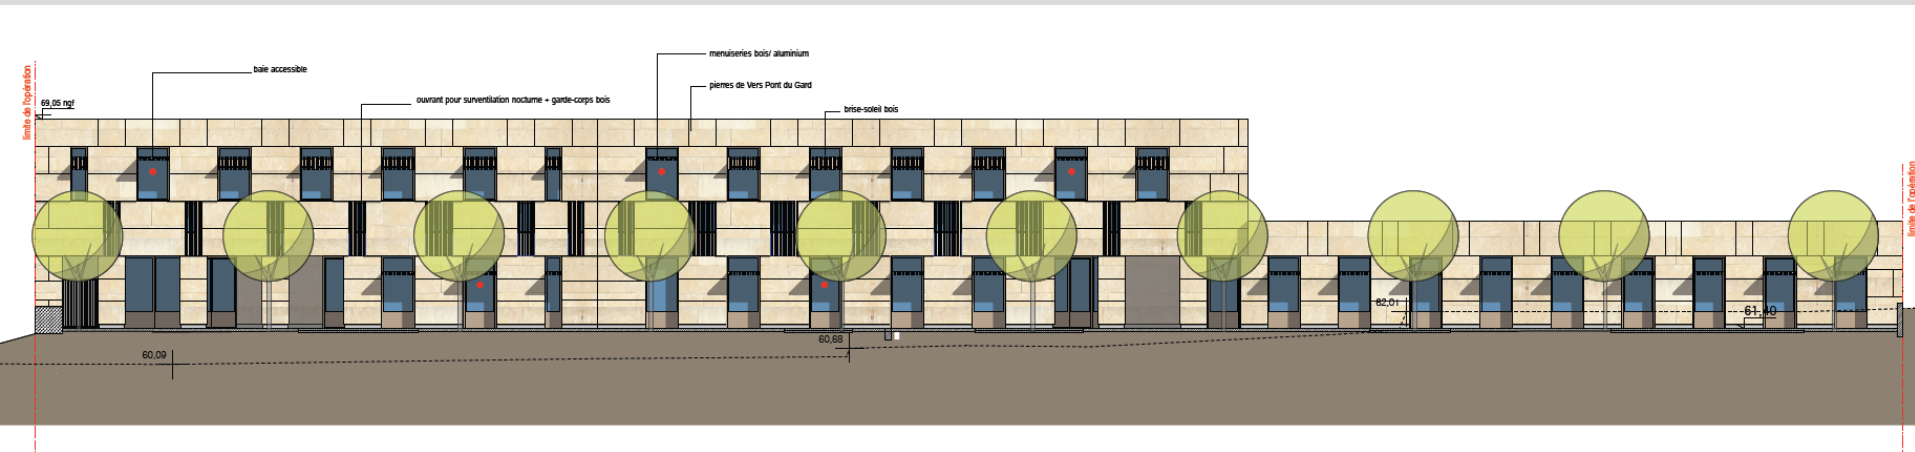 menuiseries bois/ aluminium
baie accessible
pierres de Vers Pont du Gard
ouvrant pour surventilation nocturne + garde-corps bois
69,05 ngf
brise-soleil bois
limite de l'opération
limite de l'opération
62,01
61,40
60,68
60,09